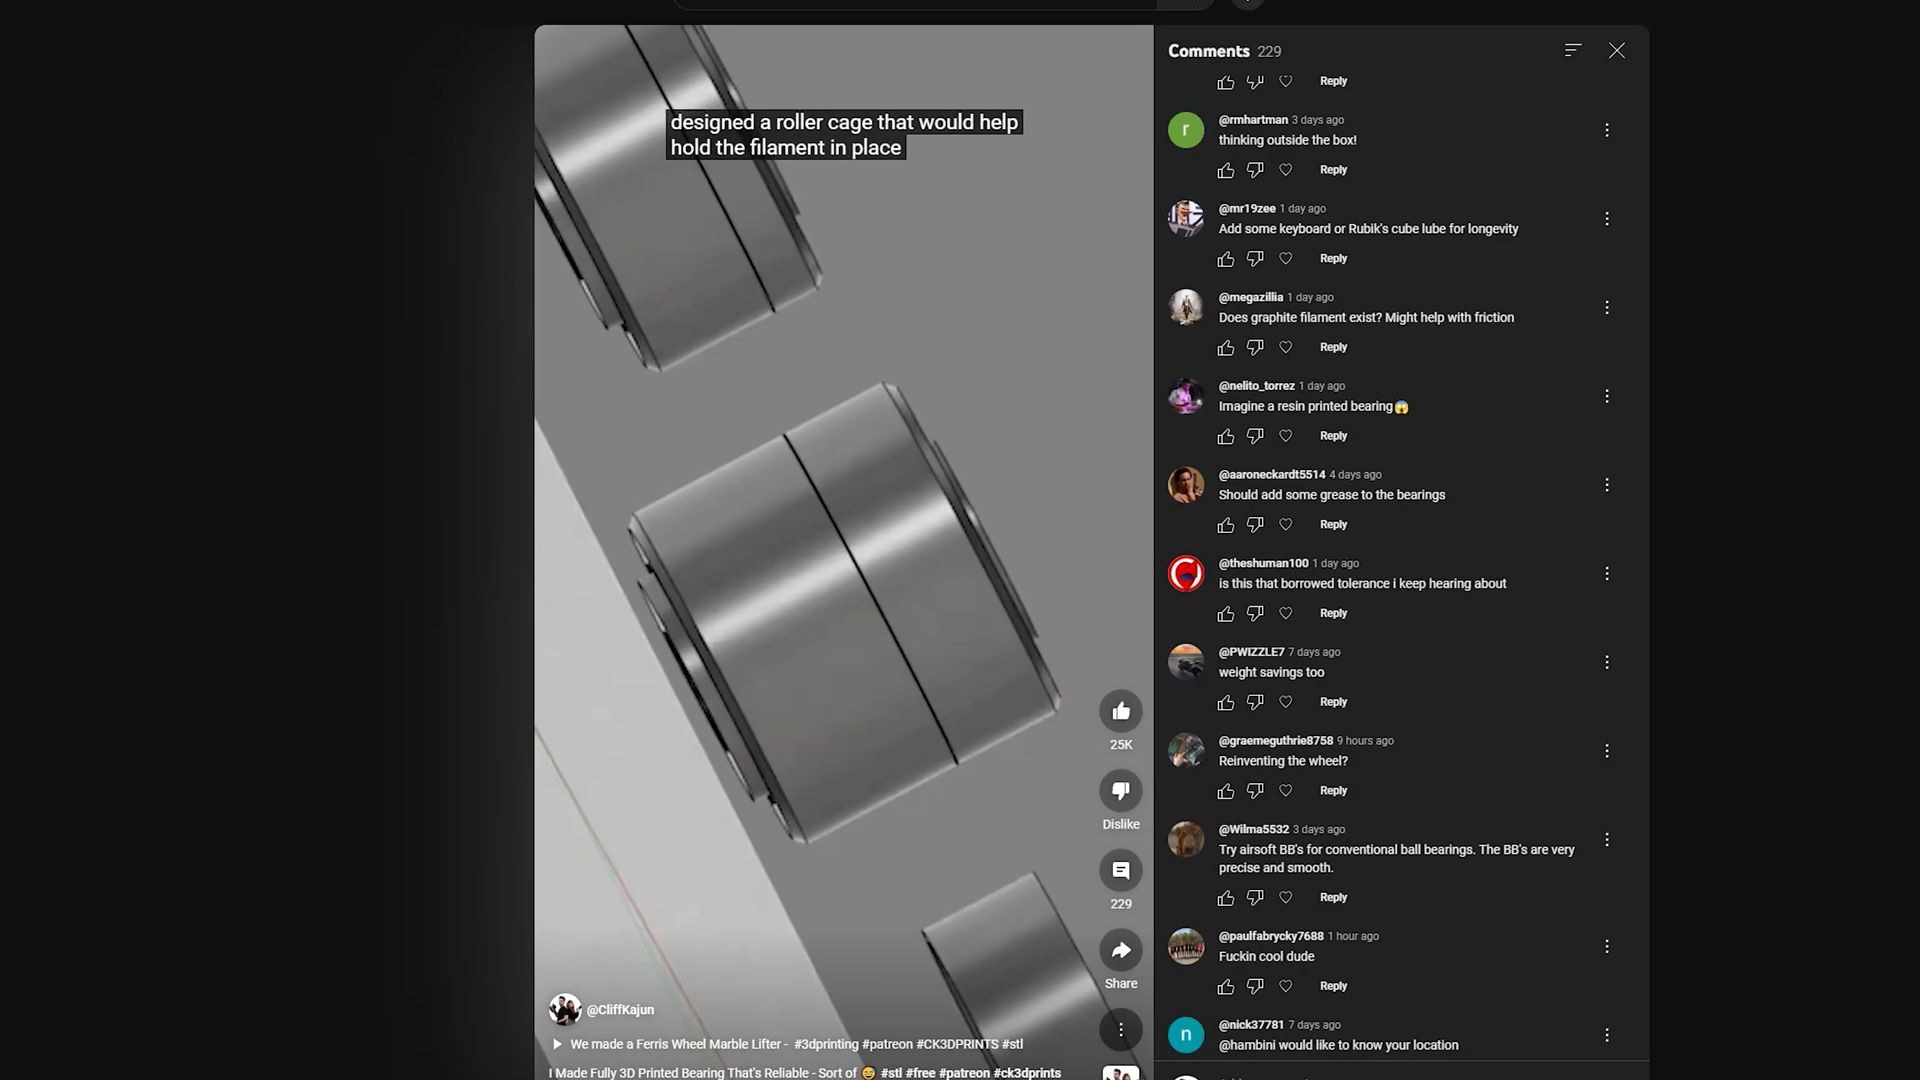 designed a roller cage that would help
hold the filament in place
25K
Dislike
229
Share
@CliffKajun
We made a Ferris Wheel Marble Lifter - #3dprinting #patreon #CK3DPRINTS #stl
I Made Fully 3D Printed Bearing That's Reliable - Sort of 😅 #stl #free #patreon #ck3dprints
Comments 229
Reply
r
@rmhartman 3 days ago
thinking outside the box!
Reply
@mr19zee 1 day ago
Add some keyboard or Rubik's cube lube for longevity
Reply
@megazillia 1 day ago
Does graphite filament exist? Might help with friction
Reply
@nelito_torrez 1 day ago
Imagine a resin printed bearing😱
Reply
@aaroneckardt5514 4 days ago
Should add some grease to the bearings
Reply
@theshuman100 1 day ago
is this that borrowed tolerance i keep hearing about
Reply
@PWIZZLE7 7 days ago
weight savings too
Reply
@graemeguthrie8758 9 hours ago
Reinventing the wheel?
Reply
@Wilma5532 3 days ago
Try airsoft BB's for conventional ball bearings. The BB's are very
precise and smooth.
Reply
@paulfabrycky7688 1 hour ago
Fuckin cool dude
Reply
n
@nick37781 7 days ago
@hambini would like to know your location